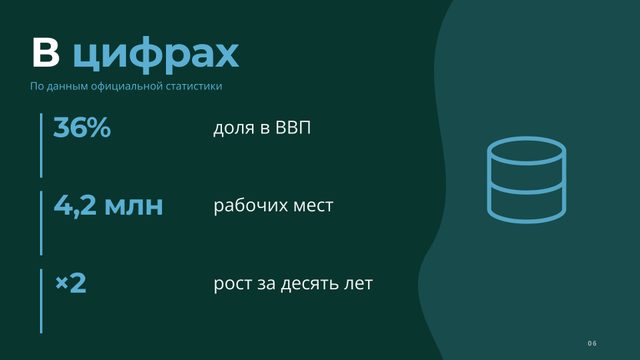 В цифрах
По данным официальной статистики
36%
доля в ВВП
4,2 млн
рабочих мест
×2
рост за десять лет
06